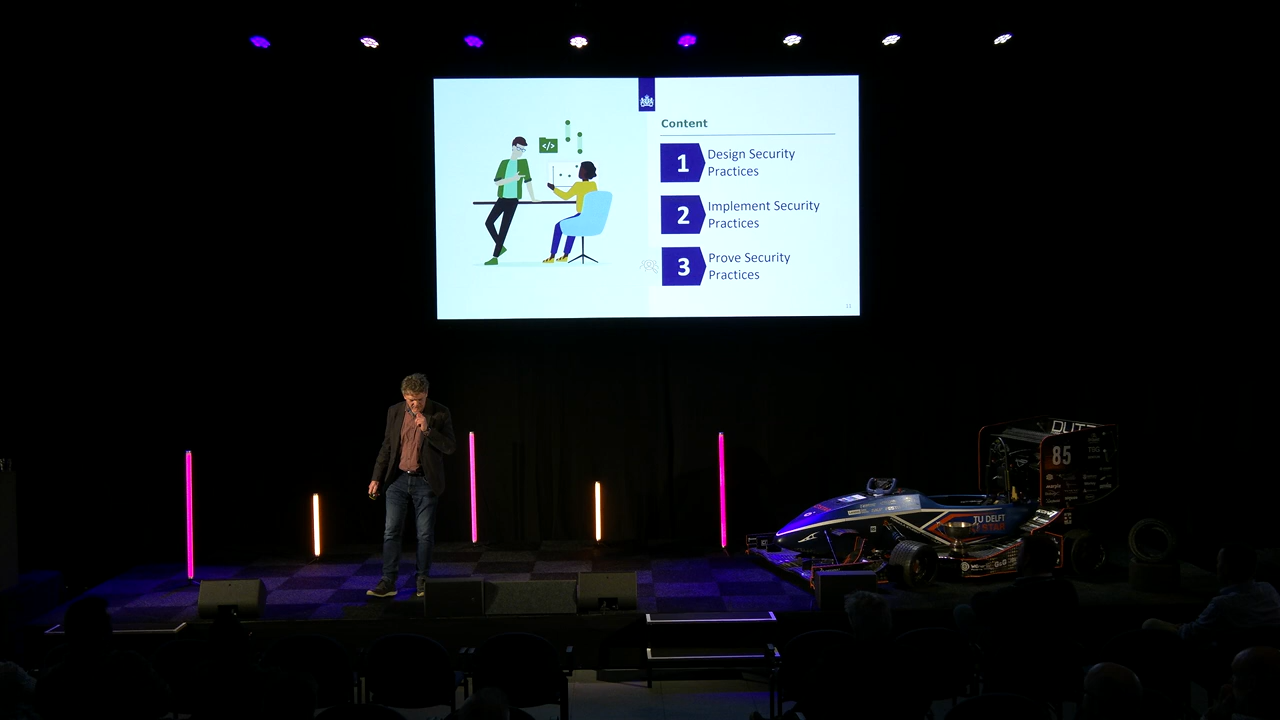 Content
1
Design Security
Practices
2
Implement Security
Practices
3
Prove Security
Practices
</>
85
TU DELFT